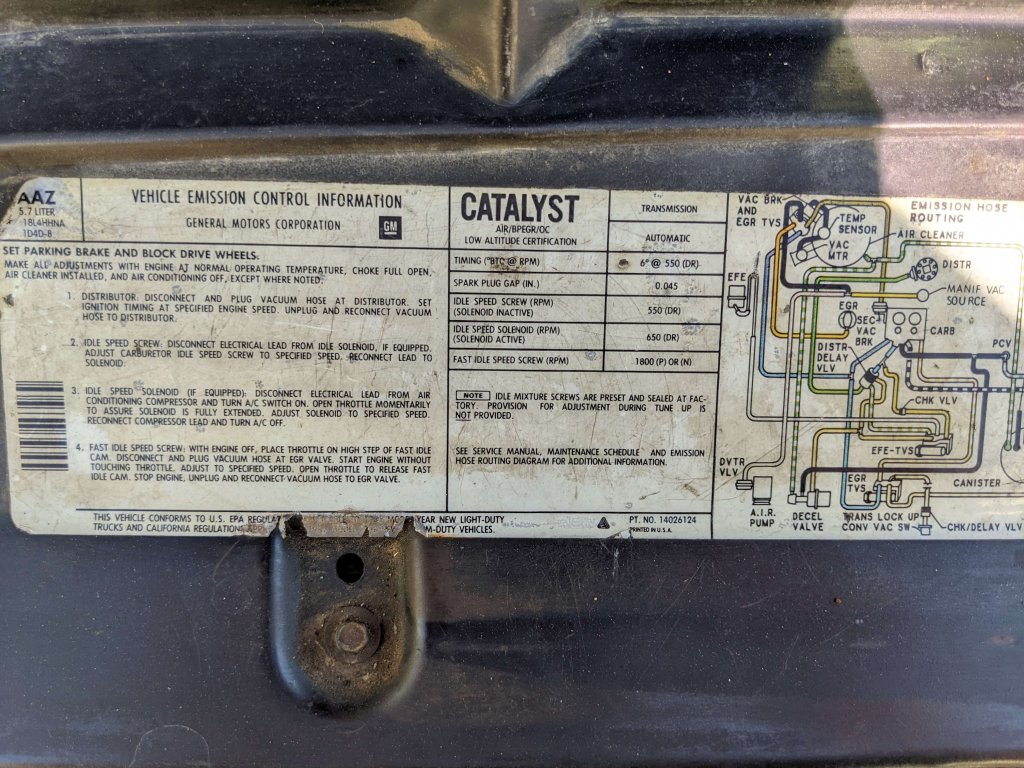 AAZ
5.7 LITER
18L4HHNA
1D4D-8
VEHICLE EMISSION CONTROL INFORMATION
GENERAL MOTORS CORPORATION
GM
SET PARKING BRAKE AND BLOCK DRIVE WHEELS.
MAKE ALL ADJUSTMENTS WITH ENGINE AT NORMAL OPERATING TEMPERATURE, CHOKE FULL OPEN,
AIR CLEANER INSTALLED, AND AIR CONDITIONING OFF, EXCEPT WHERE NOTED.
1. DISTRIBUTOR: DISCONNECT AND PLUG VACUUM HOSE AT DISTRIBUTOR. SET
IGNITION TIMING AT SPECIFIED ENGINE SPEED. UNPLUG AND RECONNECT VACUUM
HOSE TO DISTRIBUTOR.
2. IDLE SPEED SCREW: DISCONNECT ELECTRICAL LEAD FROM IDLE SOLENOID, IF EQUIPPED.
ADJUST CARBURETOR IDLE SPEED SCREW TO SPECIFIED SPEED. RECONNECT LEAD TO
SOLENOID.
3. IDLE SPEED SOLENOID (IF EQUIPPED): DISCONNECT ELECTRICAL LEAD FROM AIR
CONDITIONING COMPRESSOR AND TURN A/C SWITCH ON. OPEN THROTTLE MOMENTARILY
TO ASSURE SOLENOID IS FULLY EXTENDED. ADJUST SOLENOID TO SPECIFIED SPEED.
RECONNECT COMPRESSOR LEAD AND TURN A/C OFF.
4. FAST IDLE SPEED SCREW: WITH ENGINE OFF, PLACE THROTTLE ON HIGH STEP OF FAST IDLE
CAM. DISCONNECT AND PLUG VACUUM HOSE AT EGR VALVE. START ENGINE WITHOUT
TOUCHING THROTTLE. ADJUST TO SPECIFIED SPEED. OPEN THROTTLE TO RELEASE FAST
IDLE CAM. STOP ENGINE, UNPLUG AND RECONNECT VACUUM HOSE TO EGR VALVE.
THIS VEHICLE CONFORMS TO U.S. EPA
YEAR NEW LIGHT-DUTY
TRUCKS AND CALIFORNIA
VEHICLES.
CATALYST
AIR/BPEGR/OC
LOW ALTITUDE CERTIFICATION
TRANSMISSION
AUTOMATIC
TIMING (°BTC @ RPM) 6° @ 550 (DR)
SPARK PLUG GAP (IN.) 0.045
IDLE SPEED SCREW (RPM)
(SOLENOID INACTIVE) 550 (DR)
IDLE SPEED SOLENOID (RPM)
(SOLENOID ACTIVE) 650 (DR)
FAST IDLE SPEED SCREW (RPM) 1800 (P) OR (N)
NOTE IDLE MIXTURE SCREWS ARE PRESET AND SEALED AT FAC-
TORY. PROVISION FOR ADJUSTMENT DURING TUNE UP IS
NOT PROVIDED.
SEE SERVICE MANUAL, MAINTENANCE SCHEDULE AND EMISSION
HOSE ROUTING DIAGRAM FOR ADDITIONAL INFORMATION.
PT. NO. 14026124
PRINTED IN U.S.A.
EMISSION HOSE
ROUTING
VAC BRK
AND
EGR TVS
TEMP
SENSOR
AIR CLEANER
VAC
MTR
DISTR
EFE
MANIF VAC
SOURCE
EGR
SEC
VAC
BRK
CARB
PCV
DISTR
DELAY
VLV
CHK VLV
EFE-TVS
DVTR
VLV
EGR
TVS
CANISTER
A.I.R.
PUMP
DECEL
VALVE
TRANS LOCK UP
CONV VAC SW
CHK/DELAY VLV